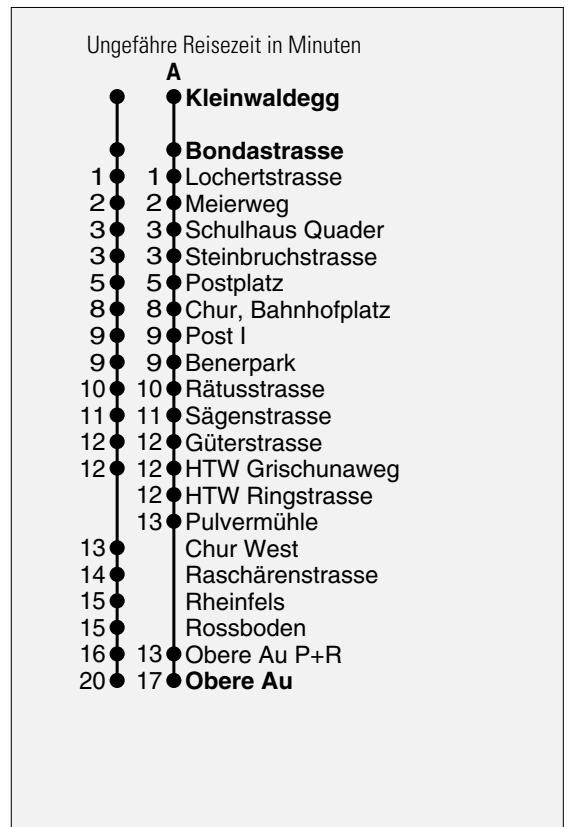 Ungefähre Reisezeit in Minuten
A
Kleinwaldegg
Bondastrasse
1 1 Lochertstrasse
2 2 Meierweg
3 3 Schulhaus Quader
3 3 Steinbruchstrasse
5 5 Postplatz
8 8 Chur, Bahnhofplatz
9 9 Post I
9 9 Benerpark
10 10 Rätusstrasse
11 11 Sägenstrasse
12 12 Güterstrasse
12 12 HTW Grischunaweg
12 HTW Ringstrasse
13 Pulvermühle
13 Chur West
14 Raschärenstrasse
15 Rheinfels
15 Rossboden
16 13 Obere Au P+R
20 17 Obere Au